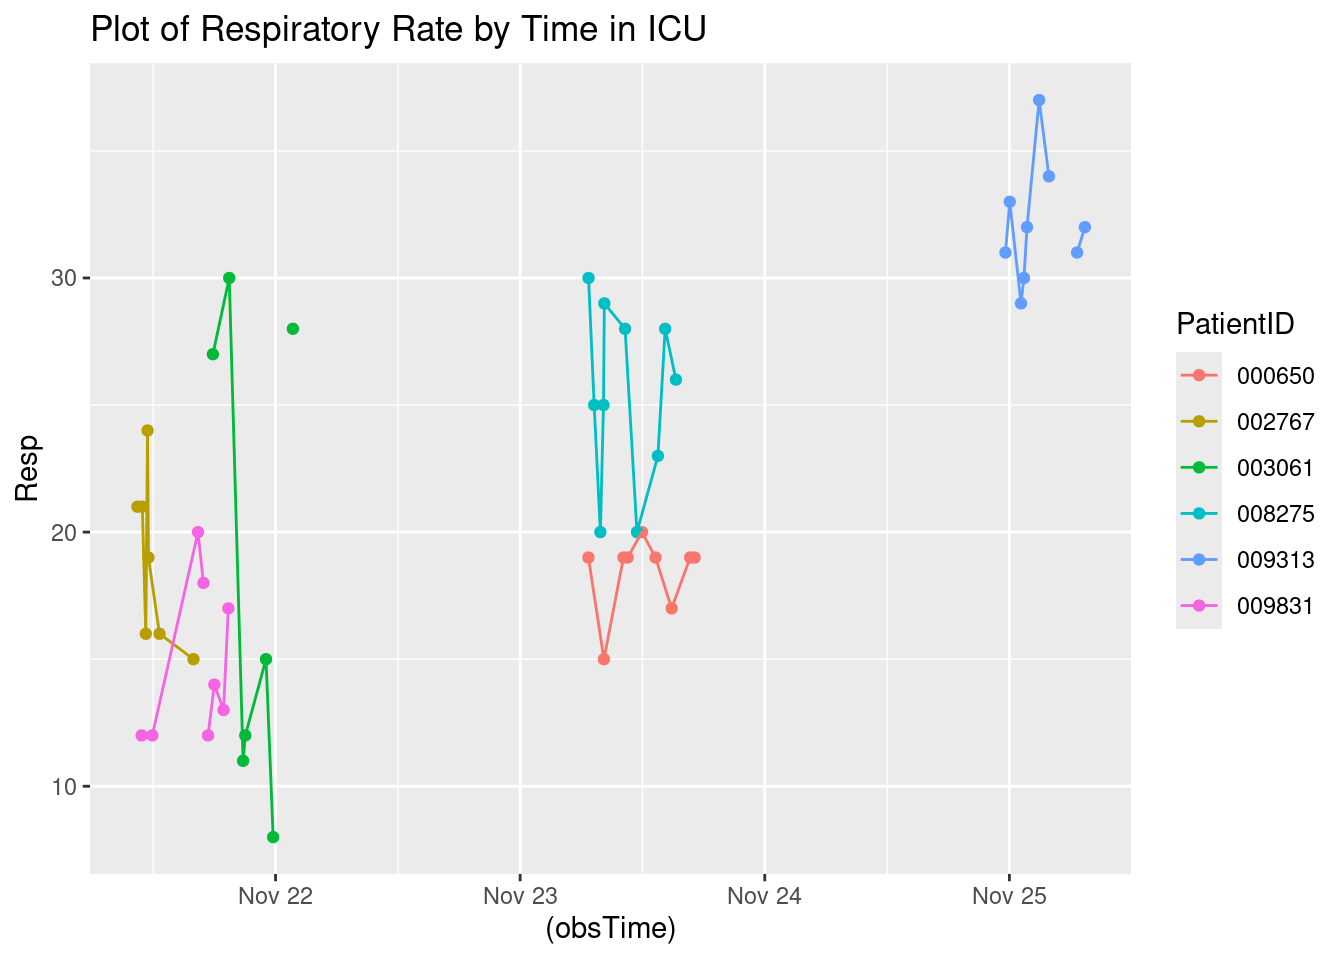 Plot of Respiratory Rate by Time in ICU
Resp
30
20
10
Nov 22
Nov 23
Nov 24
Nov 25
(obsTime)
PatientID
000650
002767
003061
008275
009313
009831